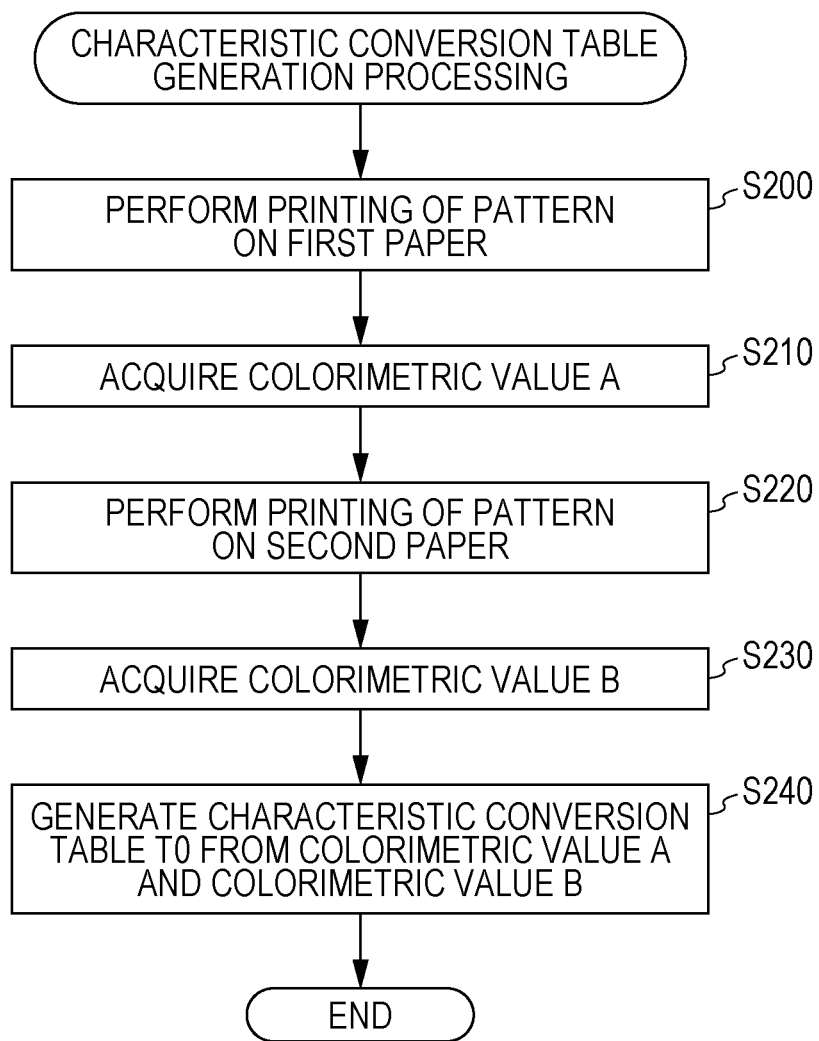 CHARACTERISTIC CONVERSION TABLE
GENERATION PROCESSING
S200
PERFORM PRINTING OF PATTERN
ON FIRST PAPER
S210
ACQUIRE COLORIMETRIC VALUE A
S220
PERFORM PRINTING OF PATTERN
ON SECOND PAPER
S230
ACQUIRE COLORIMETRIC VALUE B
S240
GENERATE CHARACTERISTIC CONVERSION
TABLE T0 FROM COLORIMETRIC VALUE A
AND COLORIMETRIC VALUE B
END